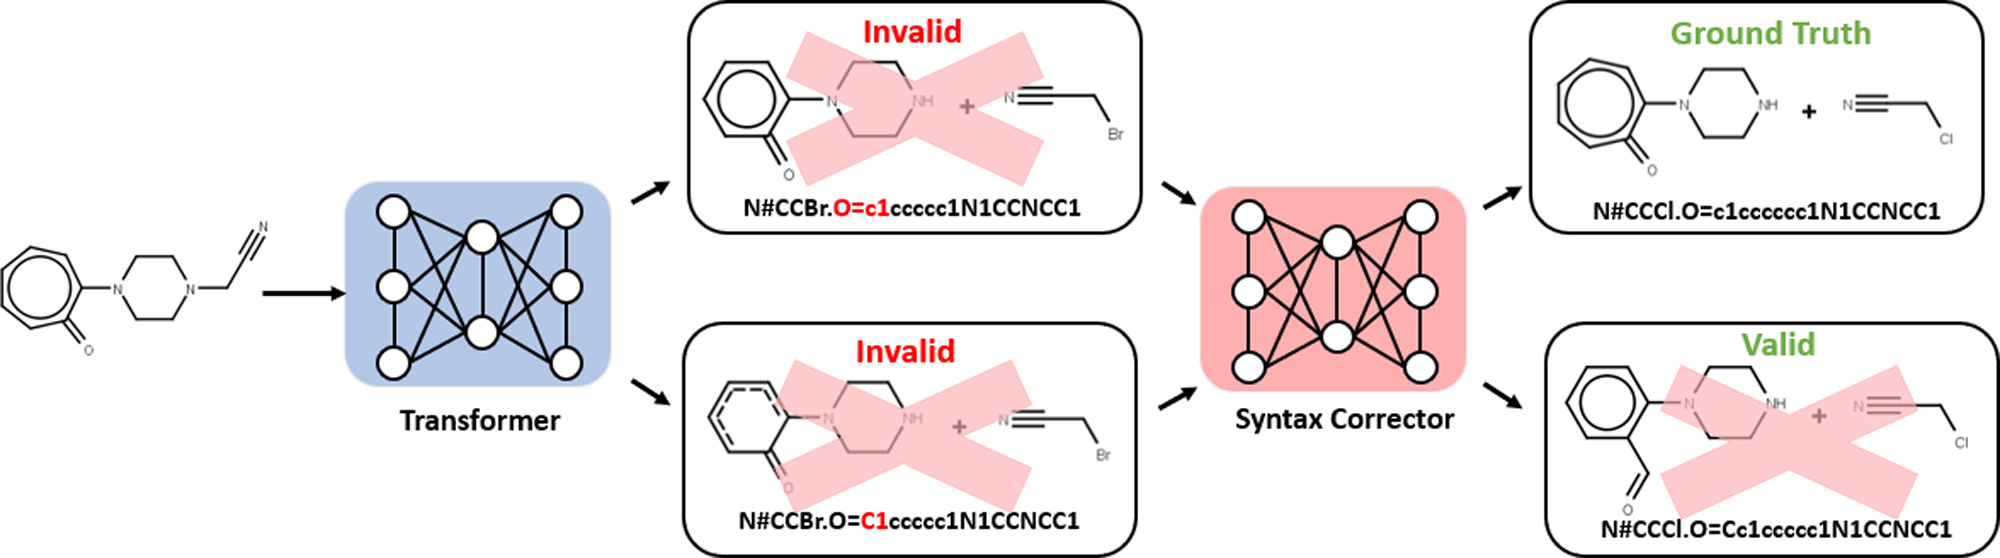 N
N
N
O
Transformer
Invalid
N
NH
+
N
Br
O
N#CCBr.O=c1ccccc1N1CCNCC1
Invalid
N
NH
+
N
Br
O
N#CCBr.O=C1ccccc1N1CCNCC1
Syntax Corrector
Ground Truth
N
NH
+
N
Cl
O
N#CCCl.O=c1cccccc1N1CCNCC1
Valid
N
NH
+
N
Cl
O
N#CCCl.O=Cc1ccccc1N1CCNCC1